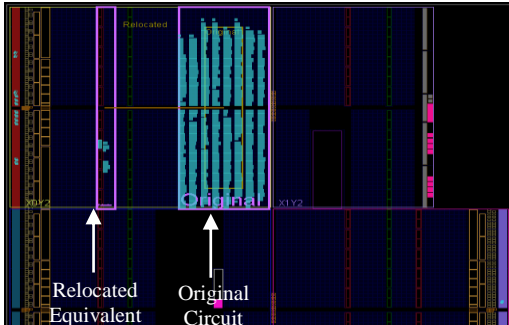 Relocated
Original
Original
X0Y2
X1Y2
Relocated
Equivalent
Original
Circuit